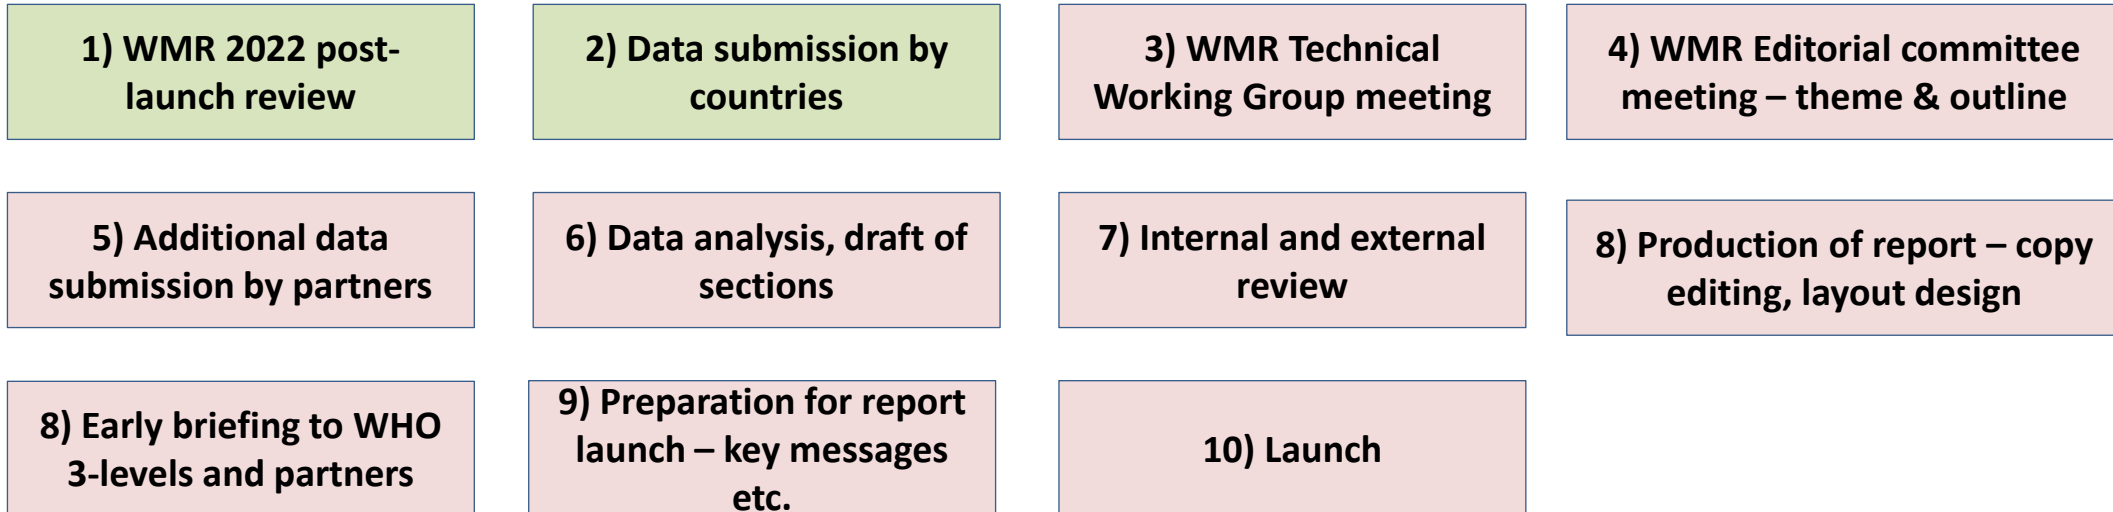 1) WMR 2022 post-
launch review
2) Data submission by
countries
3) WMR Technical
Working Group meeting
4) WMR Editorial committee
meeting – theme & outline
5) Additional data
submission by partners
6) Data analysis, draft of
sections
7) Internal and external
review
8) Production of report – copy
editing, layout design
8) Early briefing to WHO
3-levels and partners
9) Preparation for report
launch – key messages
etc.
10) Launch